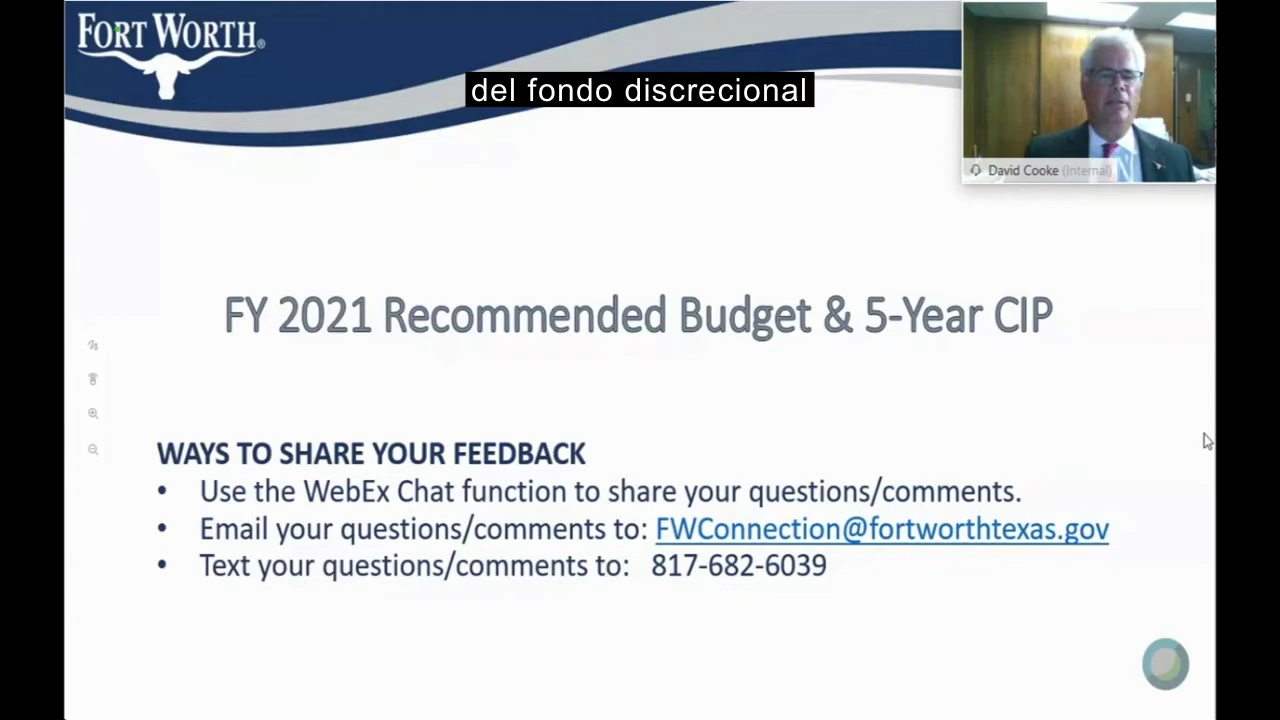 FORT WORTH®
del fondo discrecional
David Cooke (Internal)
FY 2021 Recommended Budget & 5-Year CIP
WAYS TO SHARE YOUR FEEDBACK
• Use the WebEx Chat function to share your questions/comments.
• Email your questions/comments to: FWConnection@fortworthtexas.gov
• Text your questions/comments to: 817-682-6039